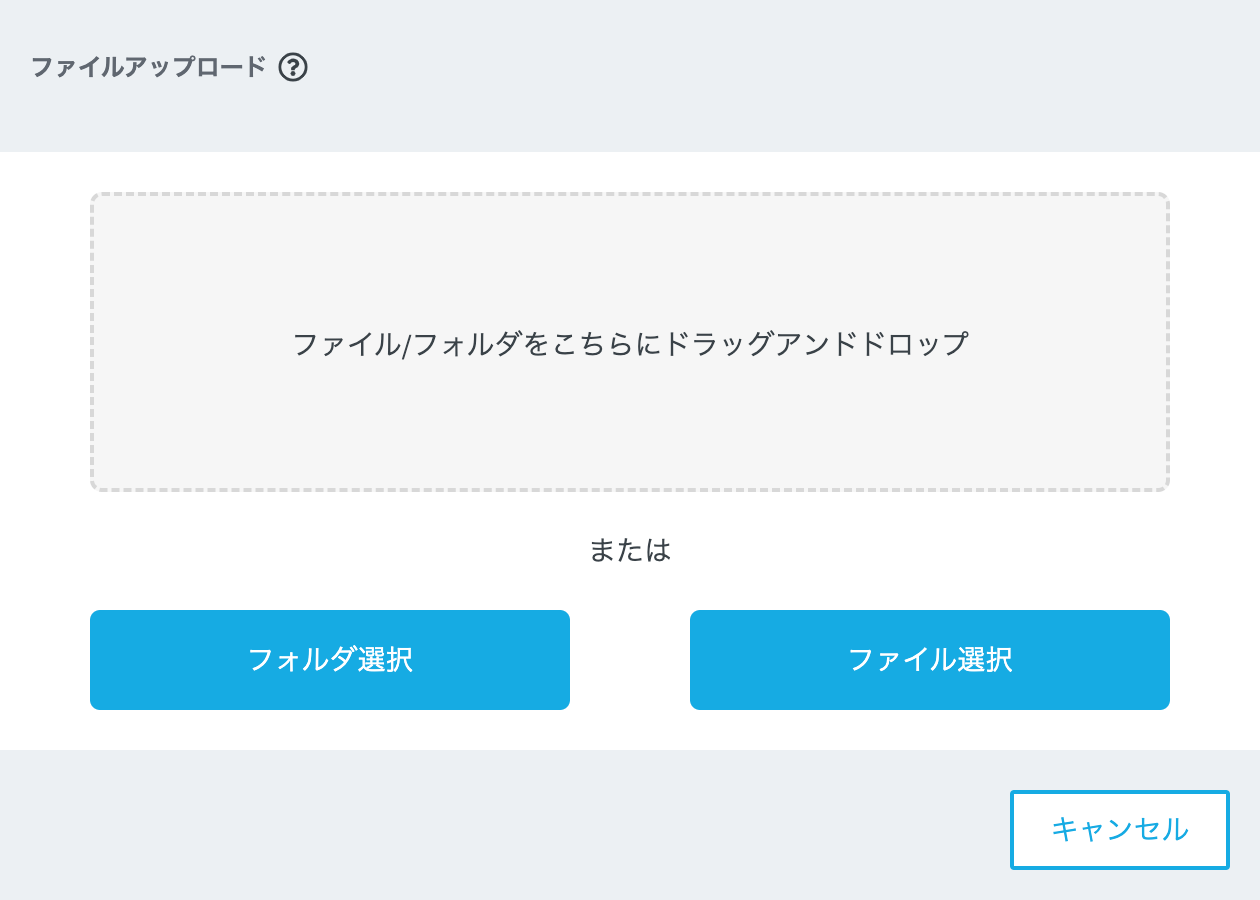 ファイルアップロード ?
ファイル/フォルダをこちらにドラッグアンドドロップ
または
フォルダ選択
ファイル選択
キャンセル